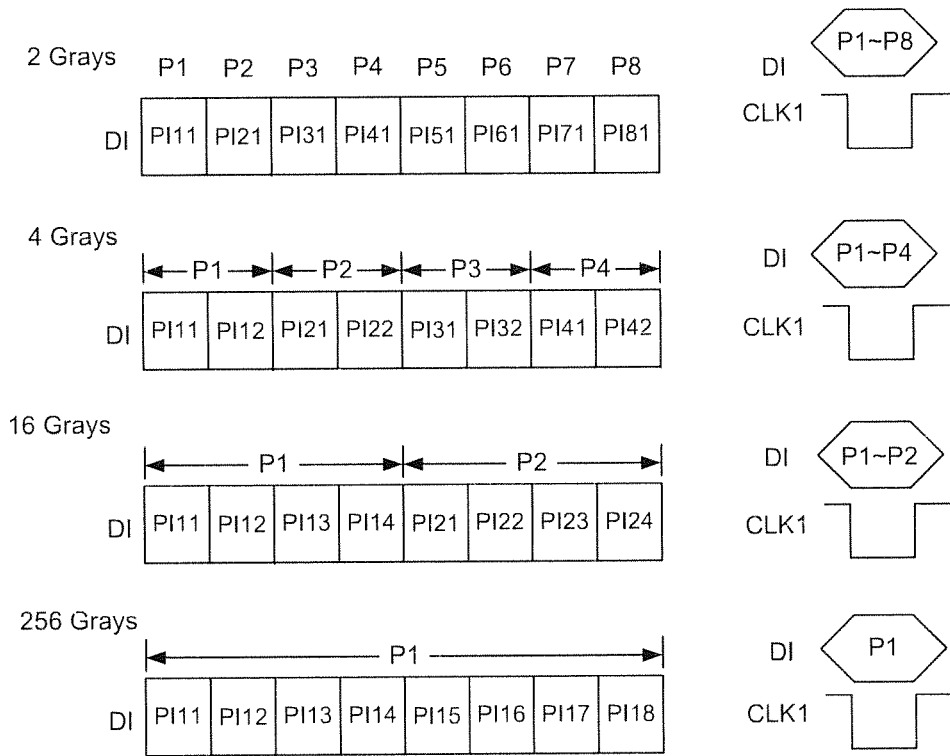 2 Grays
P1 P2 P3 P4 P5 P6 P7 P8
DI PI11 PI21 PI31 PI41 PI51 PI61 PI71 PI81
DI P1~P8
CLK1
4 Grays
P1 P2 P3 P4
DI PI11 PI12 PI21 PI22 PI31 PI32 PI41 PI42
DI P1~P4
CLK1
16 Grays
P1 P2
DI PI11 PI12 PI13 PI14 PI21 PI22 PI23 PI24
DI P1~P2
CLK1
256 Grays
P1
DI PI11 PI12 PI13 PI14 PI15 PI16 PI17 PI18
DI P1
CLK1